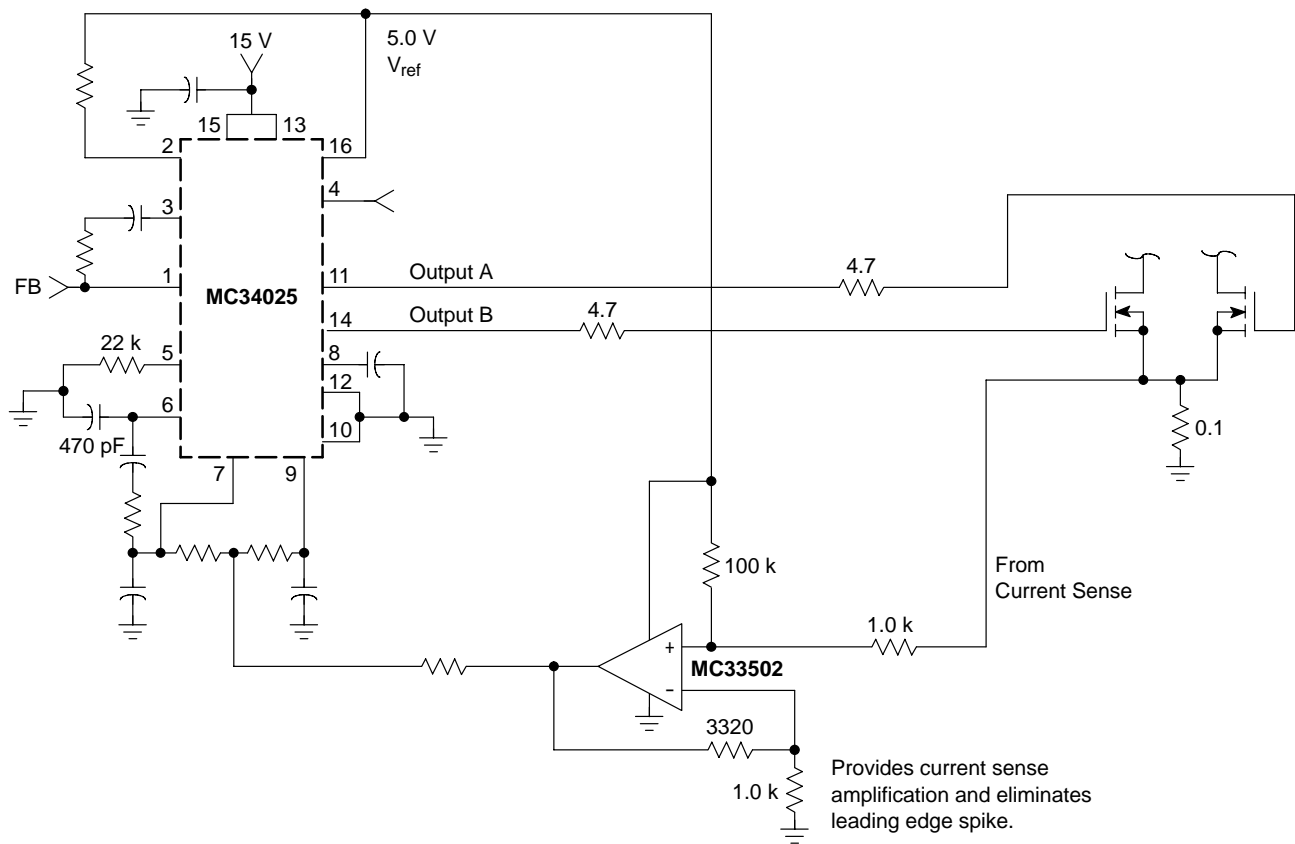 15 V
5.0 V
Vref
15
13
2
16
4
3
FB
1
MC34025
11
Output A
4.7
14
Output B
4.7
22 k
5
8
12
6
10
470 pF
7
9
0.1
100 k
From
Current Sense
1.0 k
+
MC33502
–
3320
1.0 k
Provides current sense
amplification and eliminates
leading edge spike.